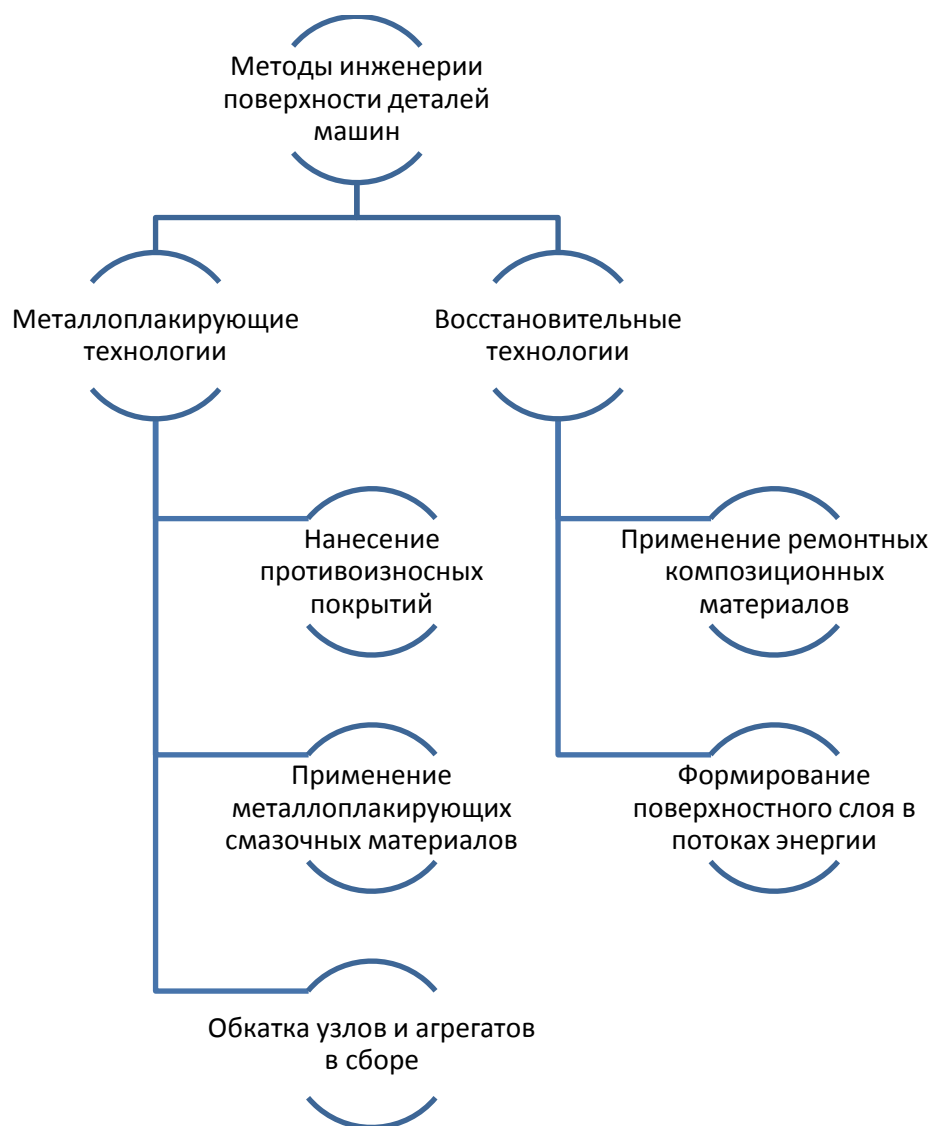 Методы инженерии
поверхности деталей
машин
Металлоплакирующие
технологии
Восстановительные
технологии
Нанесение
противоизносных
покрытий
Применение ремонтных
композиционных
материалов
Применение
металлоплакирующих
смазочных материалов
Формирование
поверхностного слоя в
потоках энергии
Обкатка узлов и агрегатов
в сборе